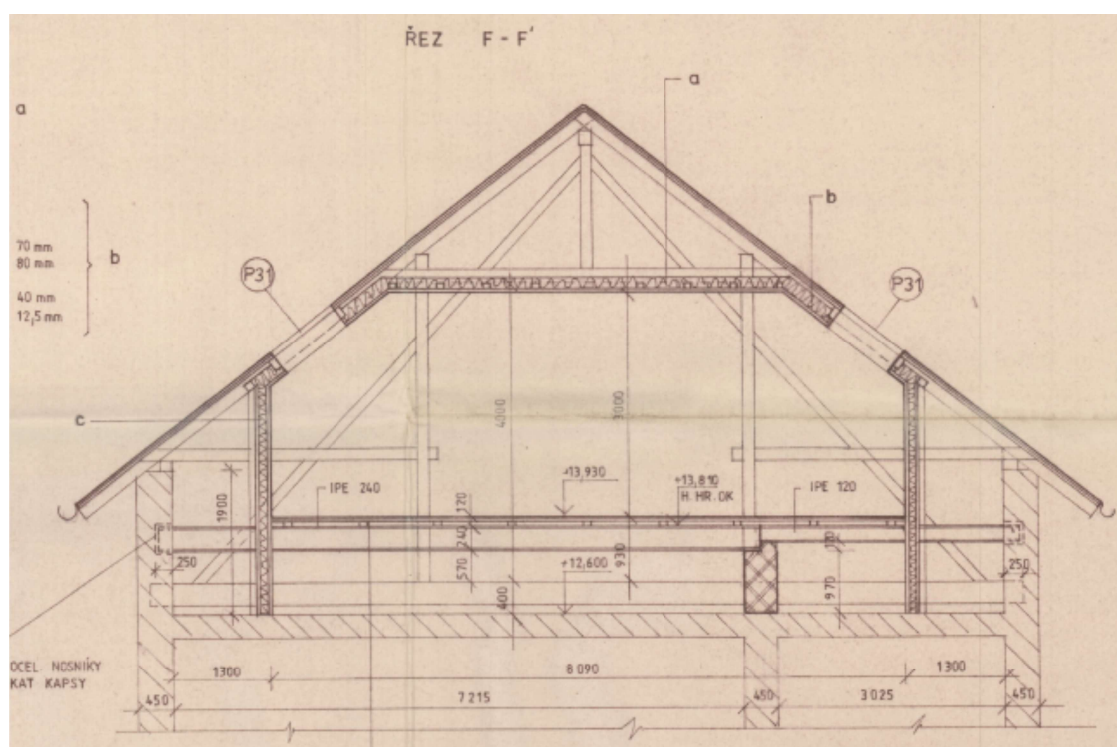 ŘEZ F - F'
a
a
b
70 mm
80 mm
b
40 mm
12,5 mm
P31
P31
c
4000
3000
1900
IPE 240
+13,930
+13,810
H. HR. OK
IPE 120
120
240
570
930
120
970
250
+12,600
250
400
OCEL NOSNÍKY
KAT KAPSY
1300
8 090
1300
450
7 215
450
3 025
450